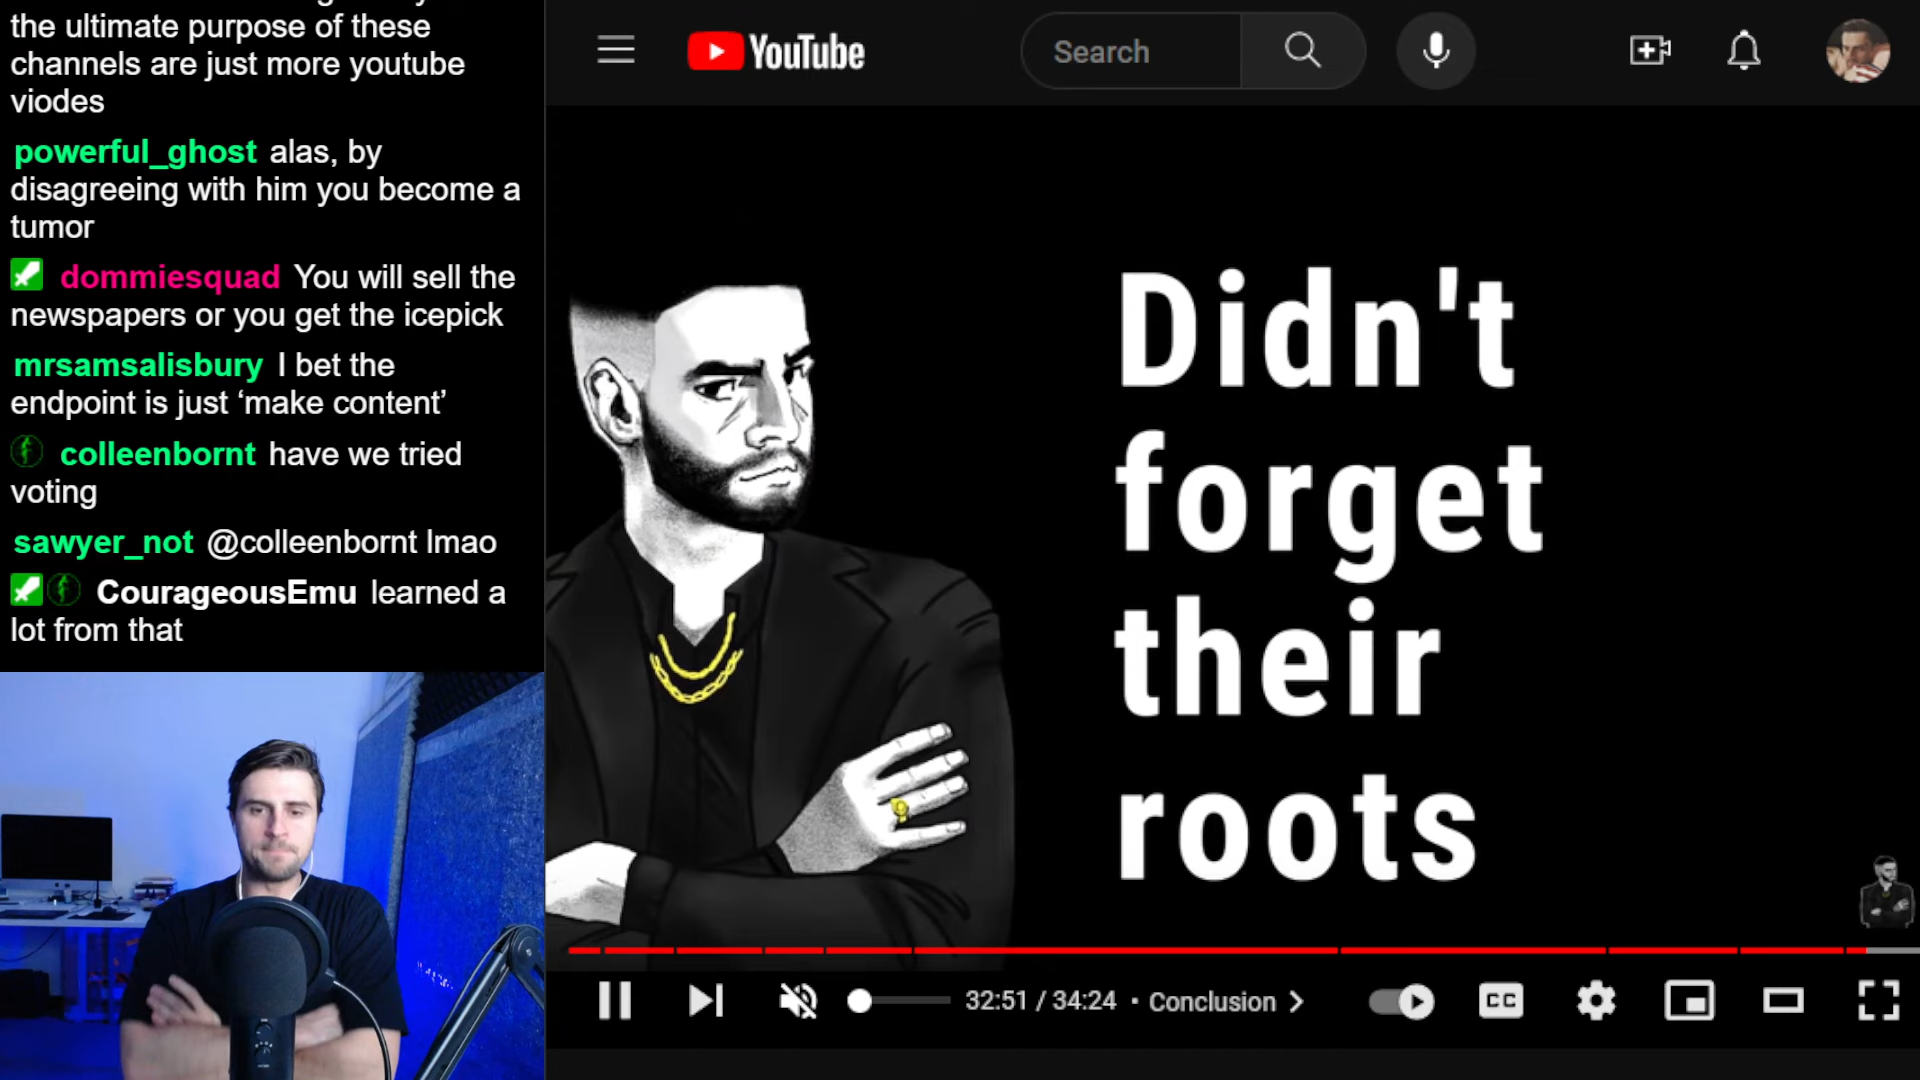 the ultimate purpose of these
channels are just more youtube
viodes
powerful_ghost alas, by
disagreeing with him you become a
tumor
dommiesquad You will sell the
newspapers or you get the icepick
mrsamsalisbury I bet the
endpoint is just ‘make content’
colleenbornt have we tried
voting
sawyer_not @colleenbornt lmao
CourageousEmu learned a
lot from that
YouTube
Search
Didn't
forget
their
roots
32:51 / 34:24 • Conclusion
CC